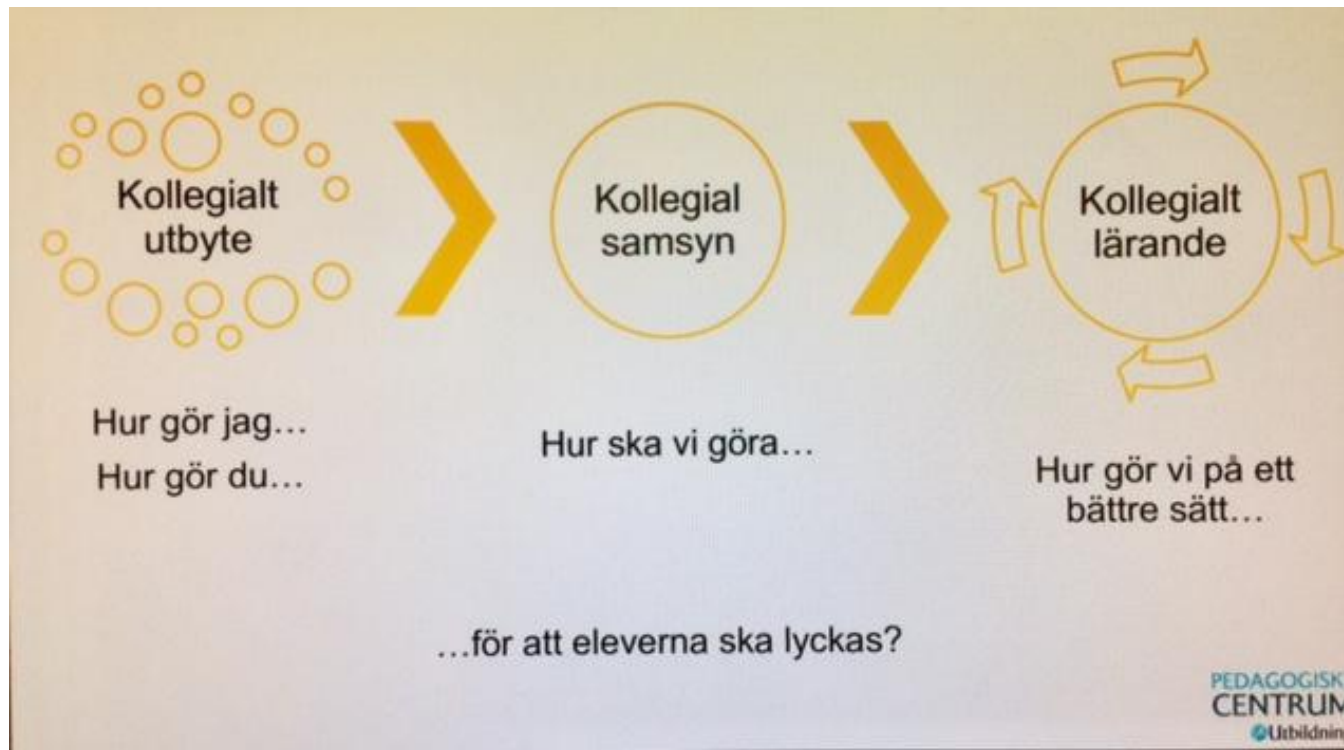 Kollegialt
utbyte
Kollegial
samsyn
Kollegialt
lärande
Hur gör jag...
Hur gör du...
Hur ska vi göra...
Hur gör vi på ett
bättre sätt...
...för att eleverna ska lyckas?
PEDAGOGISK
CENTRUM
Utbildnin